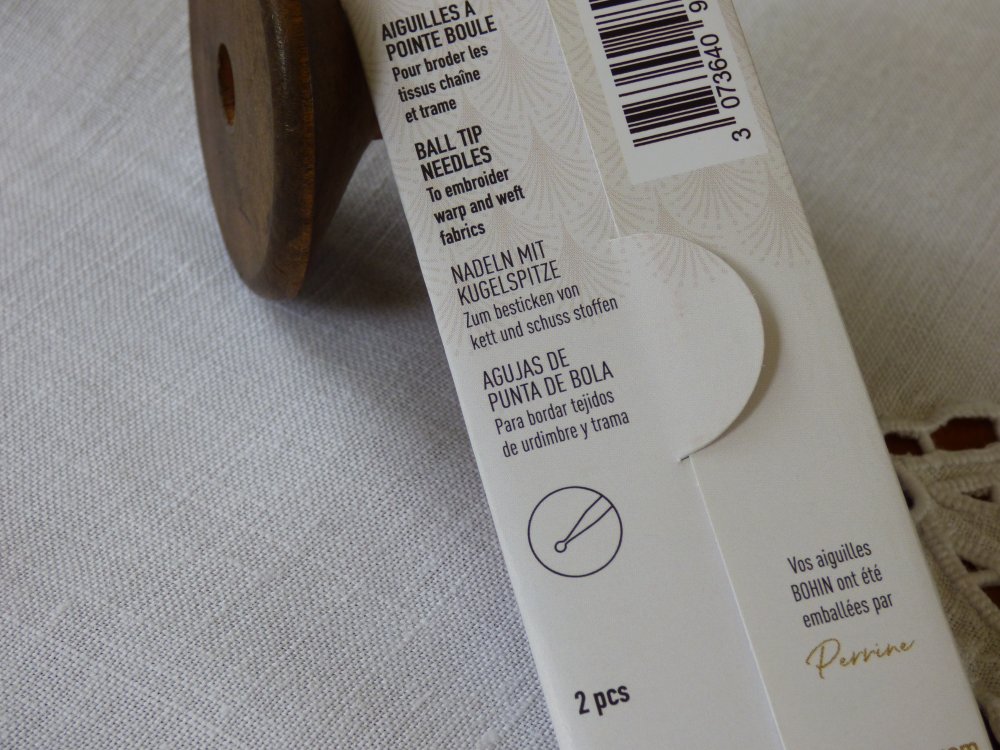 AIGUILLES À
POINTE BOULE
Pour broder les
tissus chaîne
et trame
BALL TIP
NEEDLES
To embroider
warp and weft
fabrics
NADELN MIT
KUGELSPITZE
Zum besticken von
kett und schuss stoffen
AGUJAS DE
PUNTA DE BOLA
Para bordar tejidos
de urdimbre y trama
2 pcs
3 073640 9
Vos aiguilles
BOHIN ont été
emballées par
Perrine